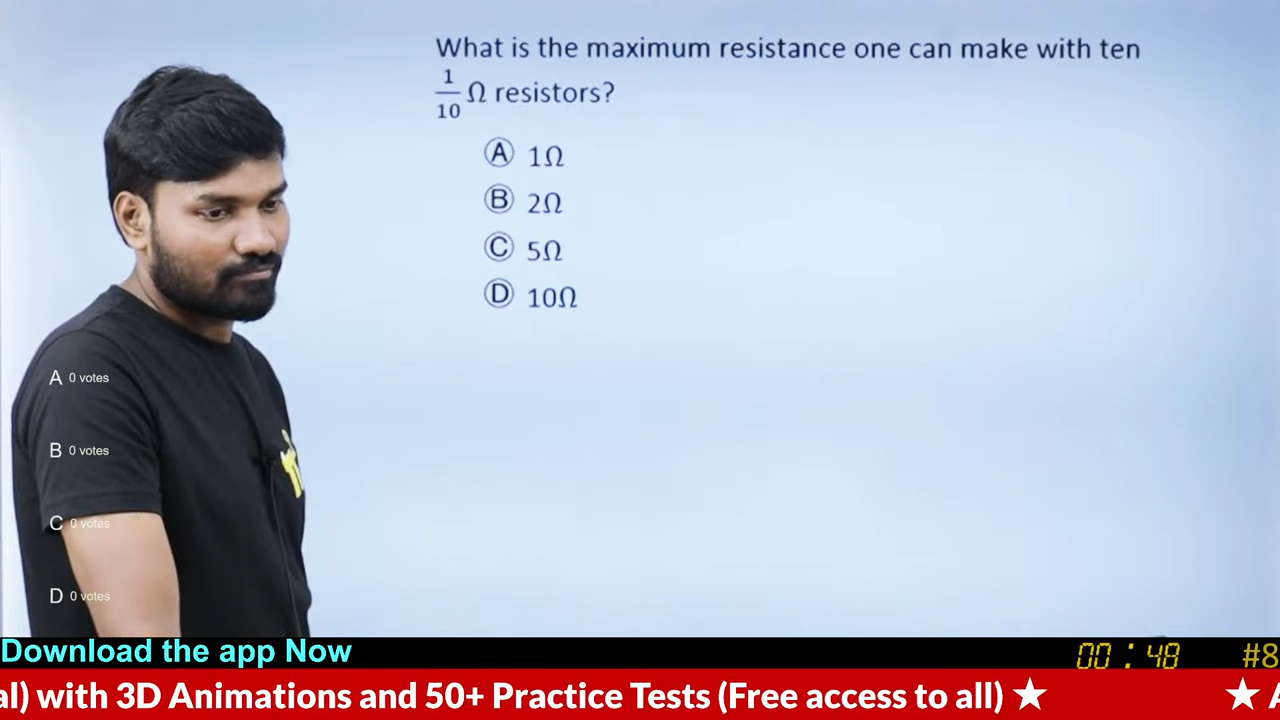 What is the maximum resistance one can make with ten
1/10 Ω resistors?
Ⓐ 1Ω
Ⓑ 2Ω
Ⓒ 5Ω
Ⓓ 10Ω
A 0 votes
B 0 votes
C 0 votes
D 0 votes
Download the app Now
00:48 #8
al) with 3D Animations and 50+ Practice Tests (Free access to all) ★ ★